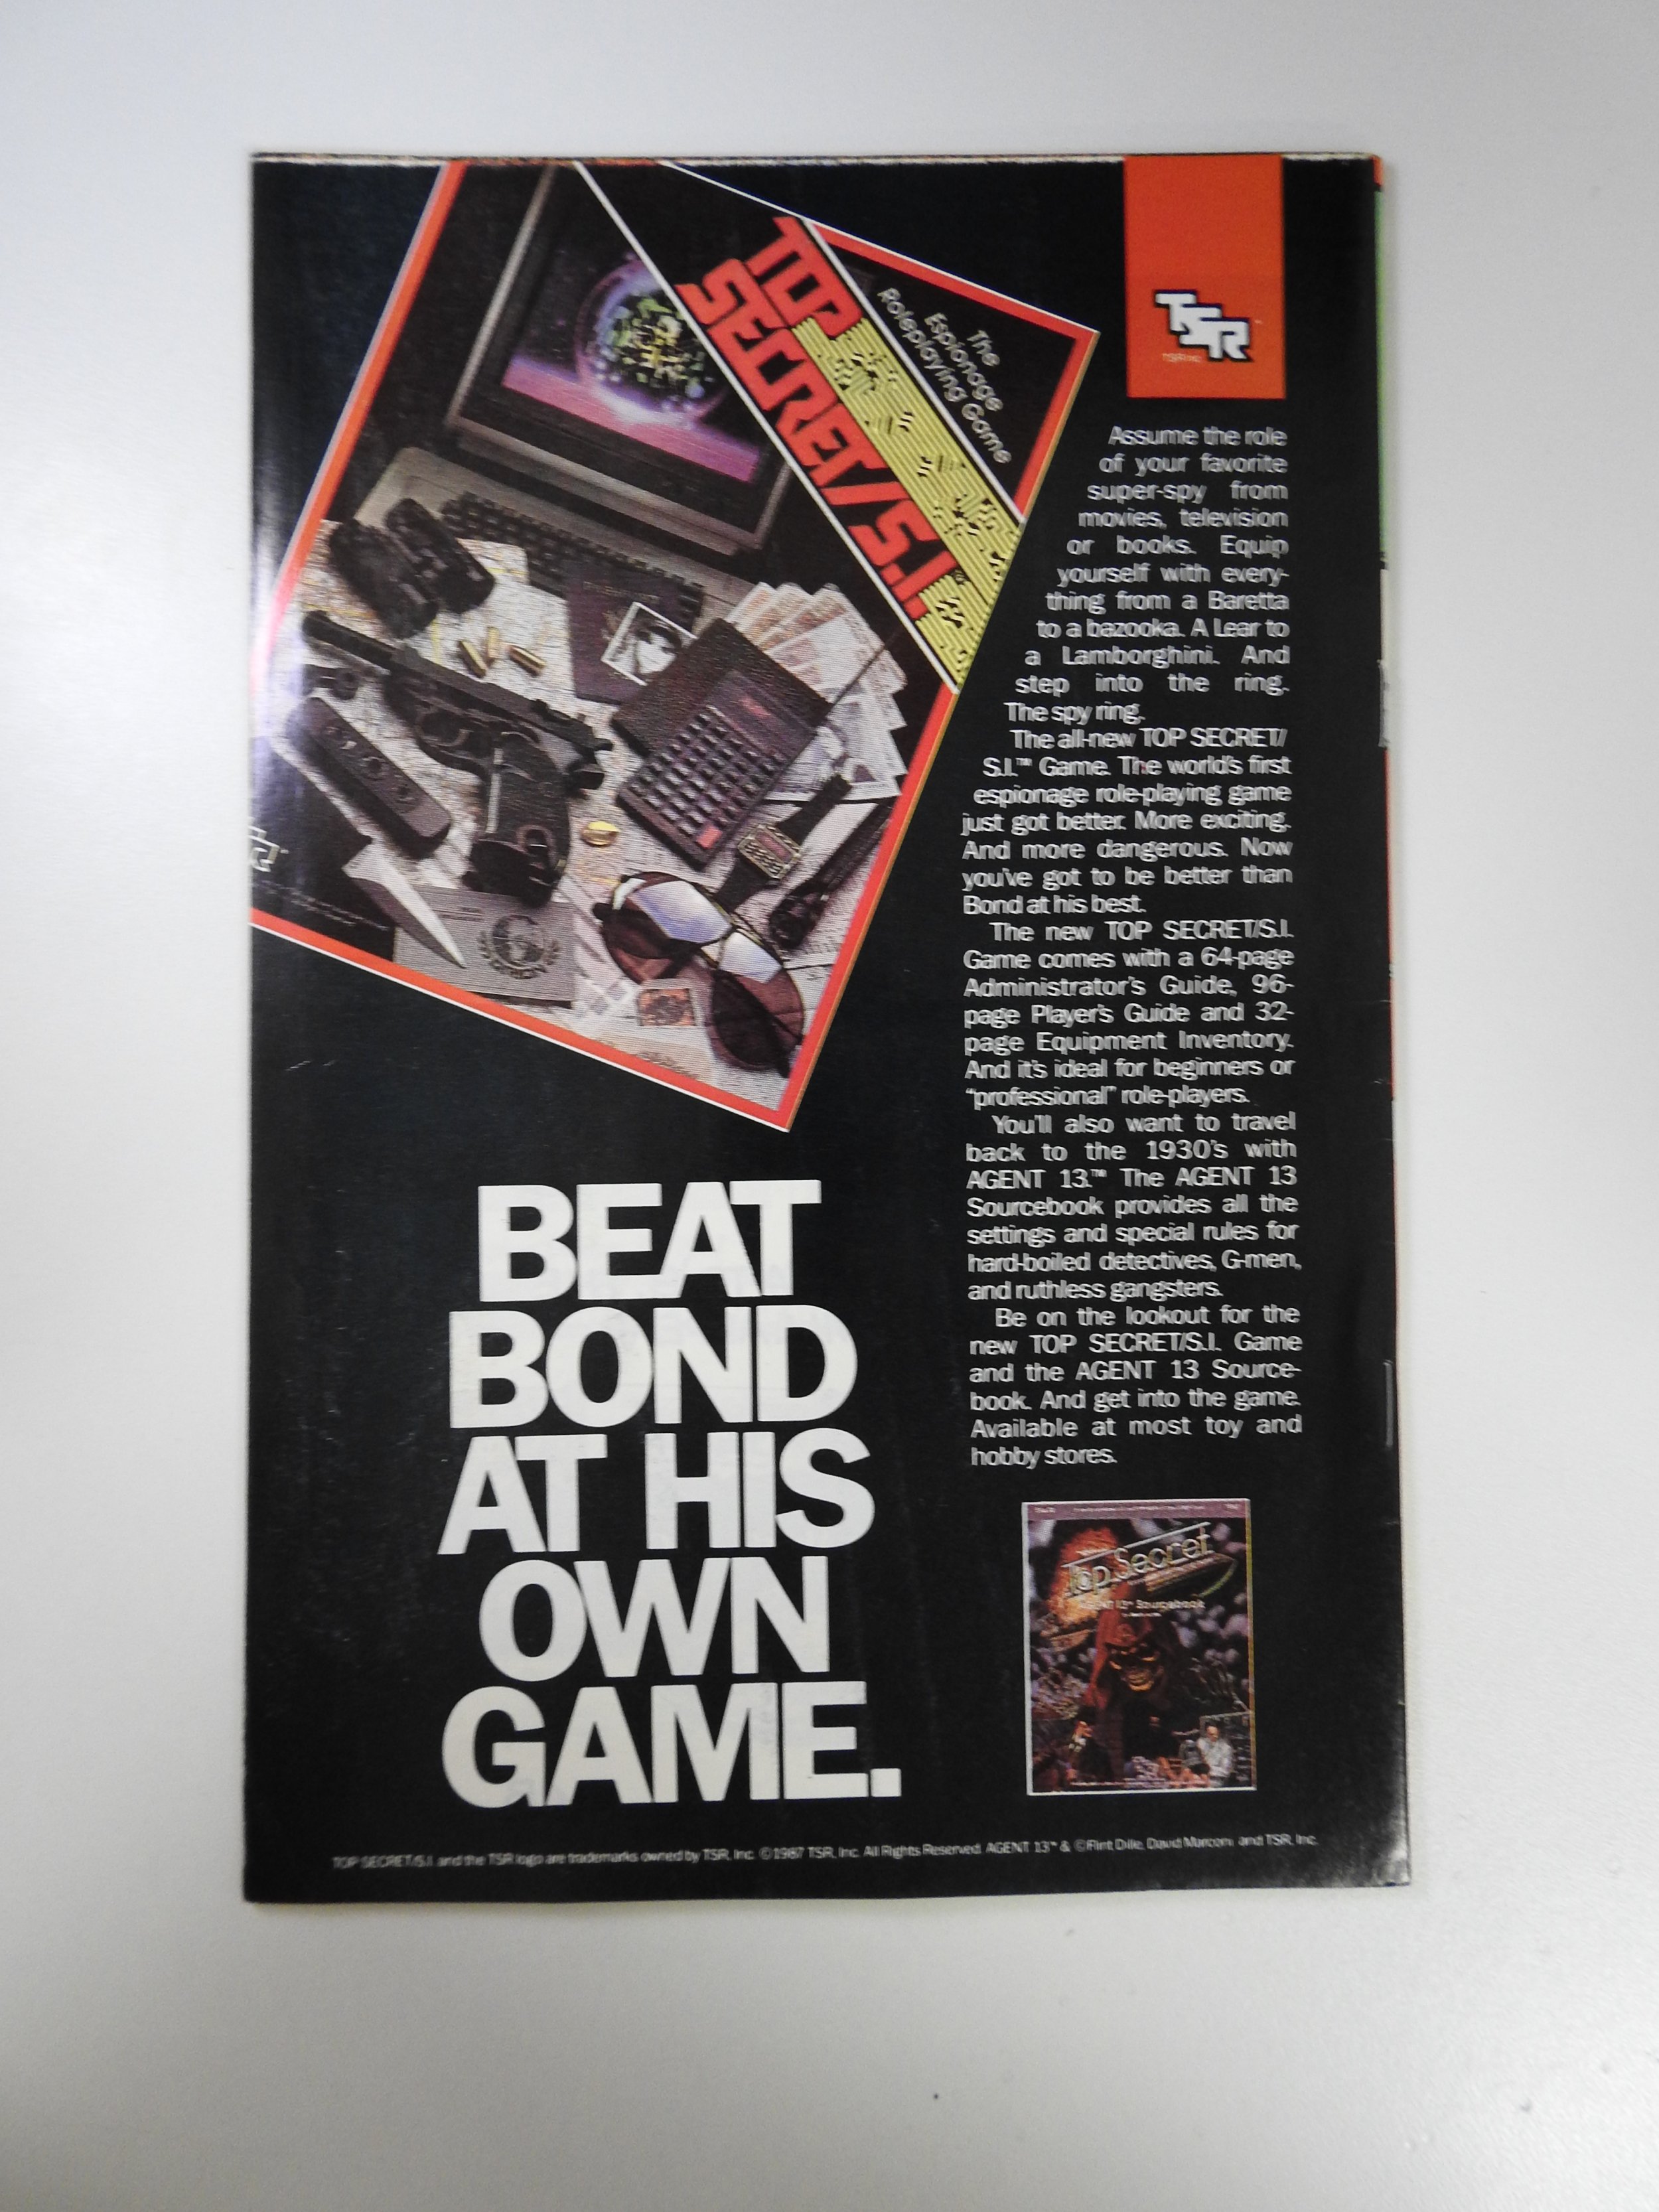 TOP
SECRET/S.I.
The
Espionage
Roleplaying Game
ORION
TSR
TSR, Inc.
Assume the role
of your favorite
super-spy from
movies, television
or books. Equip
yourself with every-
thing from a Baretta
to a bazooka. A Lear to
a Lamborghini. And
step into the ring.
The spy ring.
The all-new TOP SECRET/
S.I.™ Game. The world's first
espionage role-playing game
just got better. More exciting.
And more dangerous. Now
you've got to be better than
Bond at his best.
The new TOP SECRET/S.I.
Game comes with a 64-page
Administrator's Guide, 96-
page Player's Guide and 32-
page Equipment Inventory.
And it's ideal for beginners or
"professional" role-players.
You'll also want to travel
back to the 1930's with
AGENT 13.™ The AGENT 13
Sourcebook provides all the
settings and special rules for
hard-boiled detectives, G-men,
and ruthless gangsters.
Be on the lookout for the
new TOP SECRET/S.I. Game
and the AGENT 13 Source-
book. And get into the game.
Available at most toy and
hobby stores.
BEAT
BOND
AT HIS
OWN
GAME.
Top Secret
AGENT 13™ Sourcebook
TOP SECRET/S.I. and the TSR logo are trademarks owned by TSR, Inc. ©1987 TSR, Inc. All Rights Reserved. AGENT 13™ & ©Flint Dille, David Marconi and TSR, Inc.